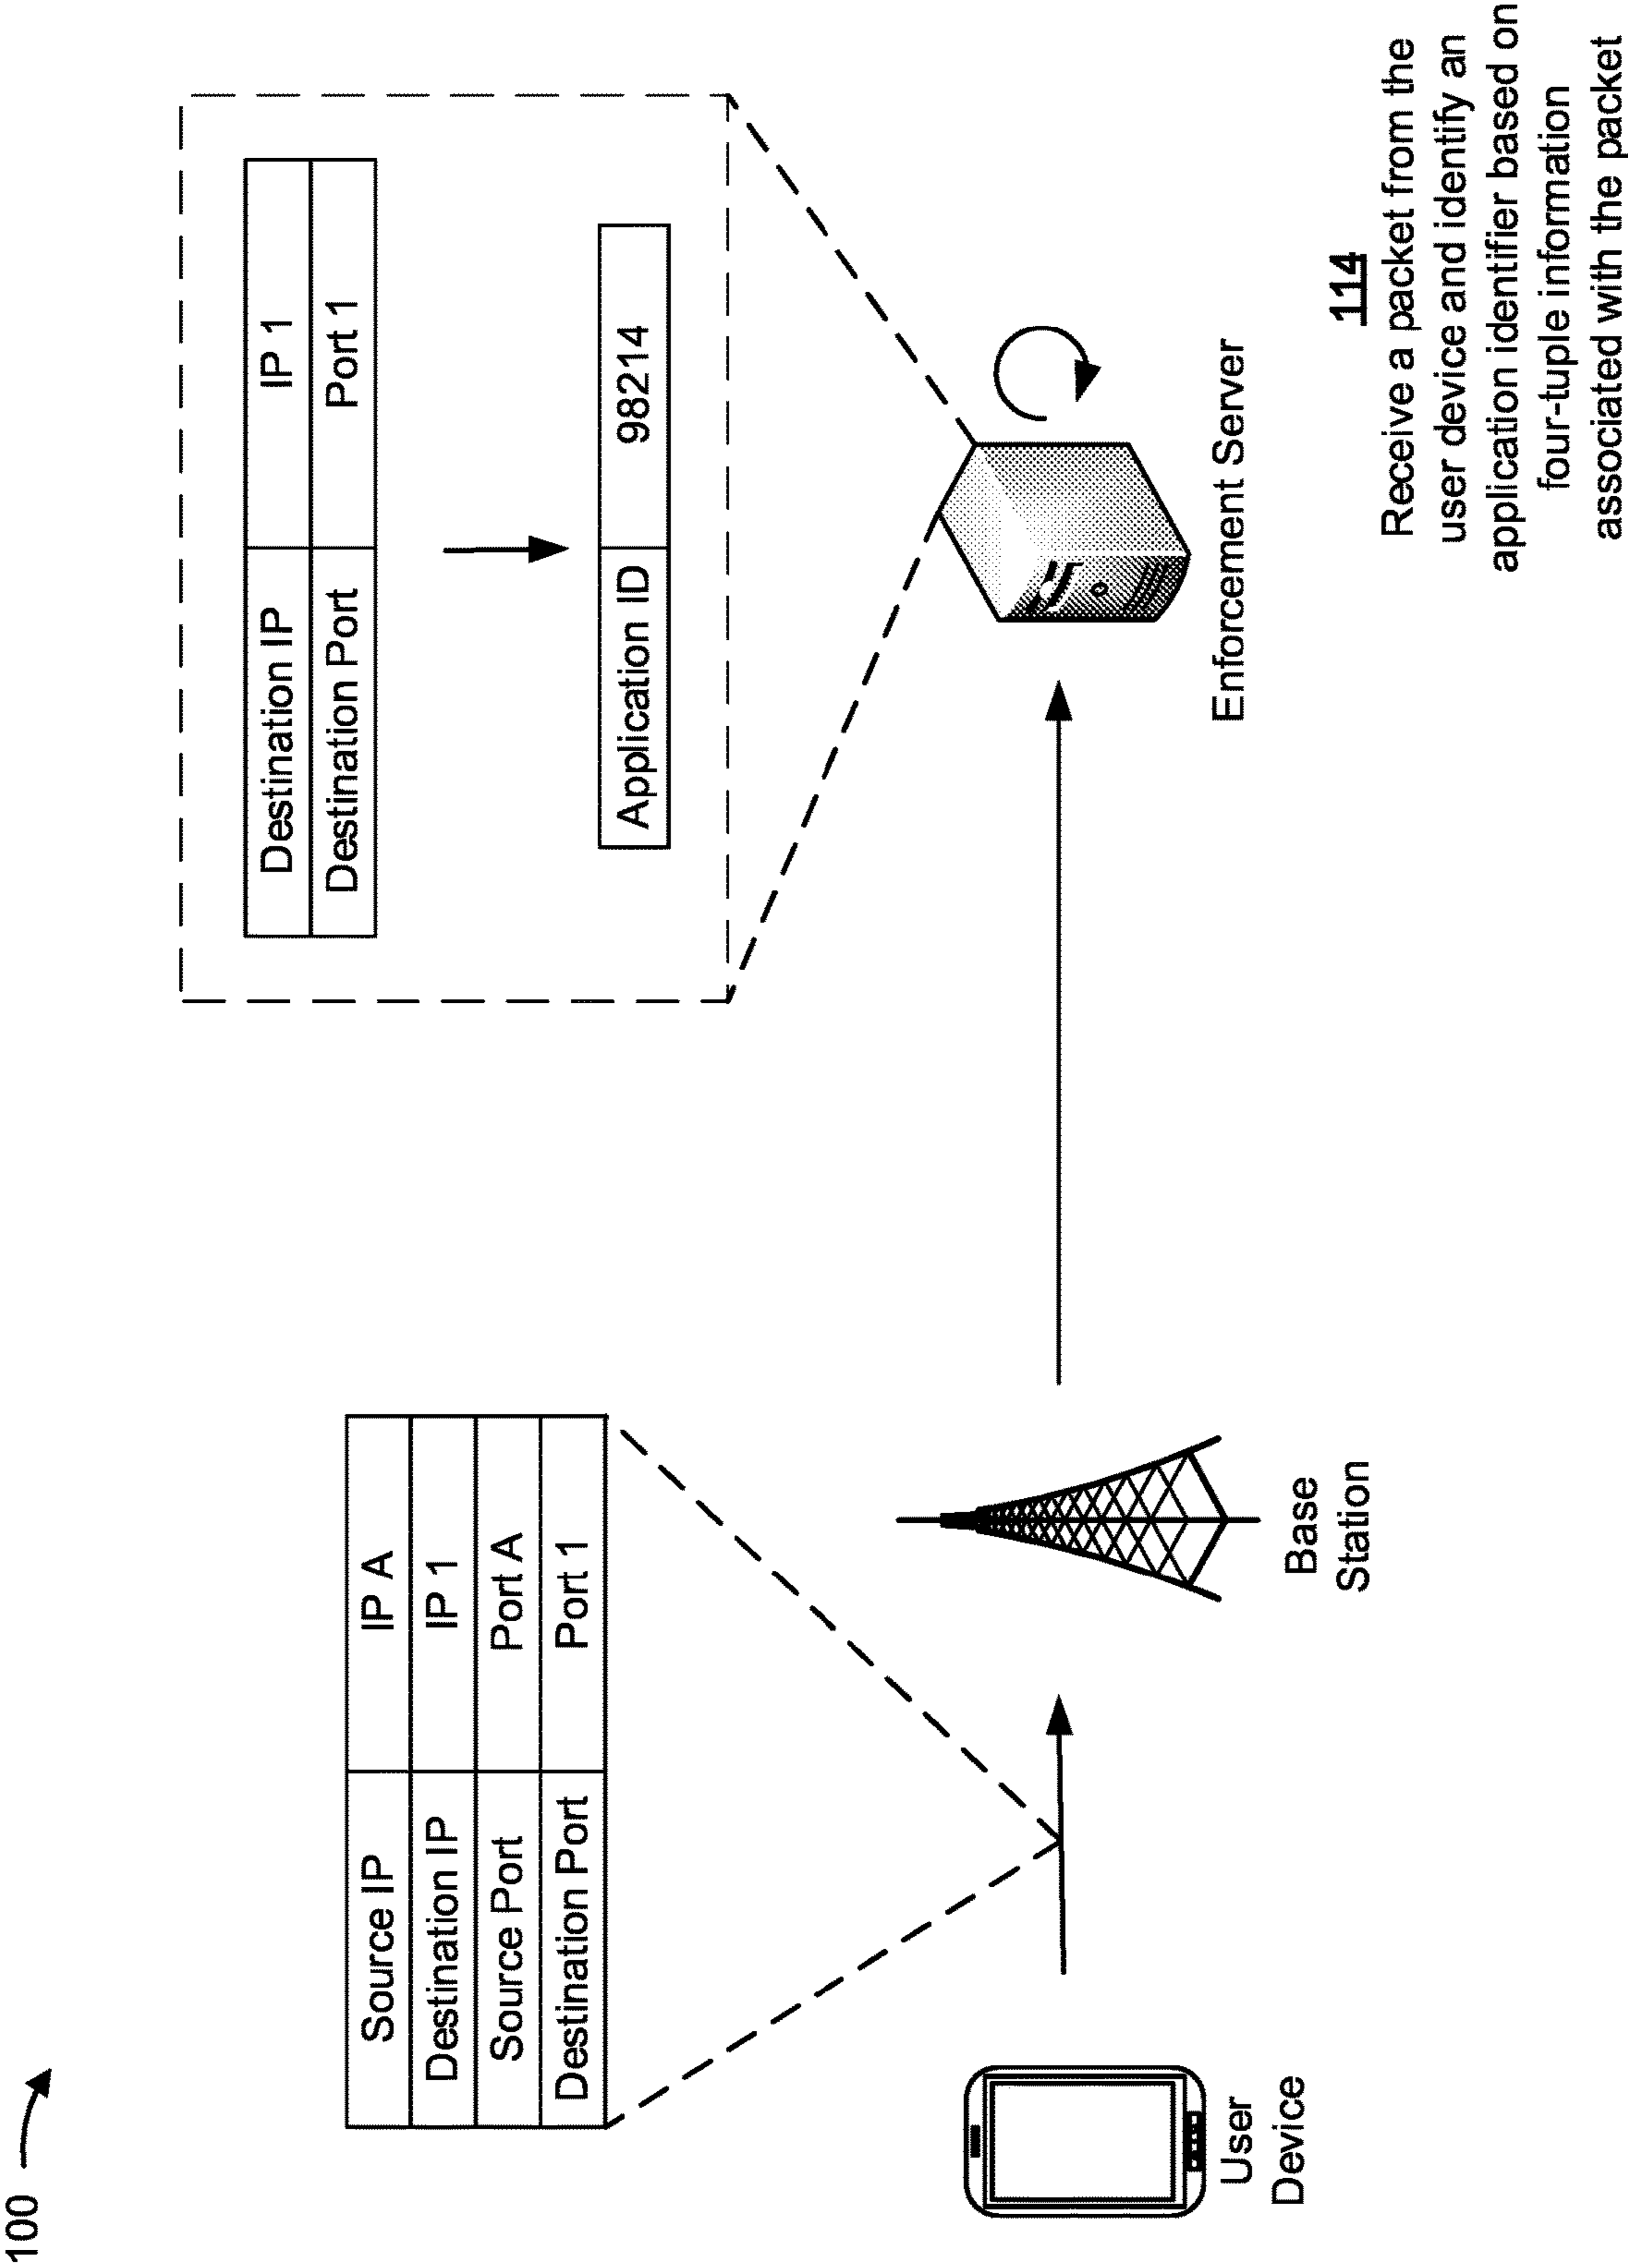 100
Source IP IP A
Destination IP IP 1
Source Port Port A
Destination Port Port 1
Destination IP IP 1
Destination Port Port 1
Application ID 98214
User
Device
Base
Station
Enforcement Server
114
Receive a packet from the
user device and identify an
application identifier based on
four-tuple information
associated with the packet